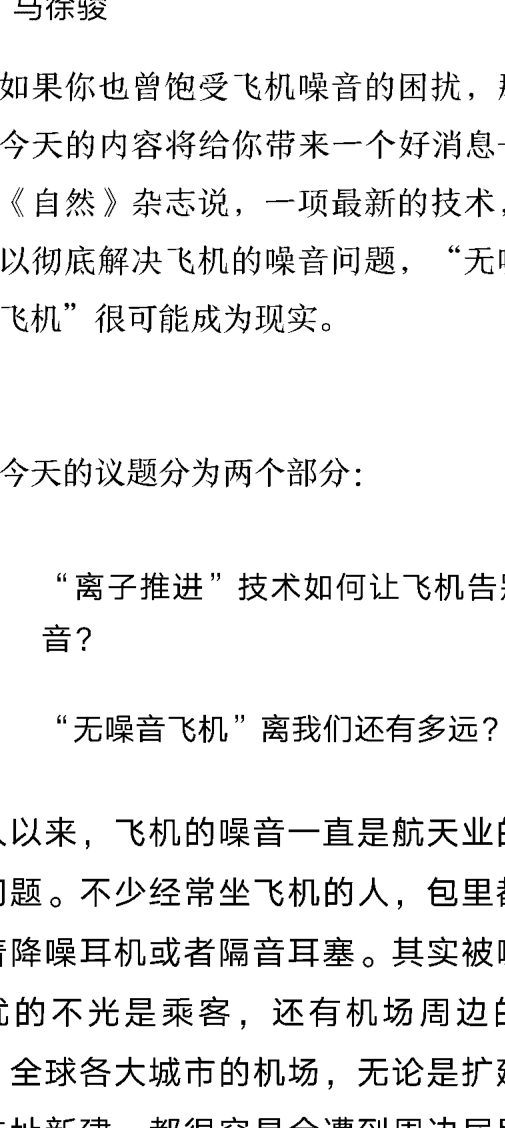 马徐骏
如果你也曾饱受飞机噪音的困扰，
今天的内容将给你带来一个好消息
《自然》杂志说，一项最新的技术，
以彻底解决飞机的噪音问题，“无
飞机”很可能成为现实。
今天的议题分为两个部分：
“离子推进”技术如何让飞机告
音？
“无噪音飞机”离我们还有多远？
以来，飞机的噪音一直是航天业
问题。不少经常坐飞机的人，包里
降噪耳机或者隔音耳塞。其实被
扰的不光是乘客，还有机场周边
全球各大城市的机场，无论是扩